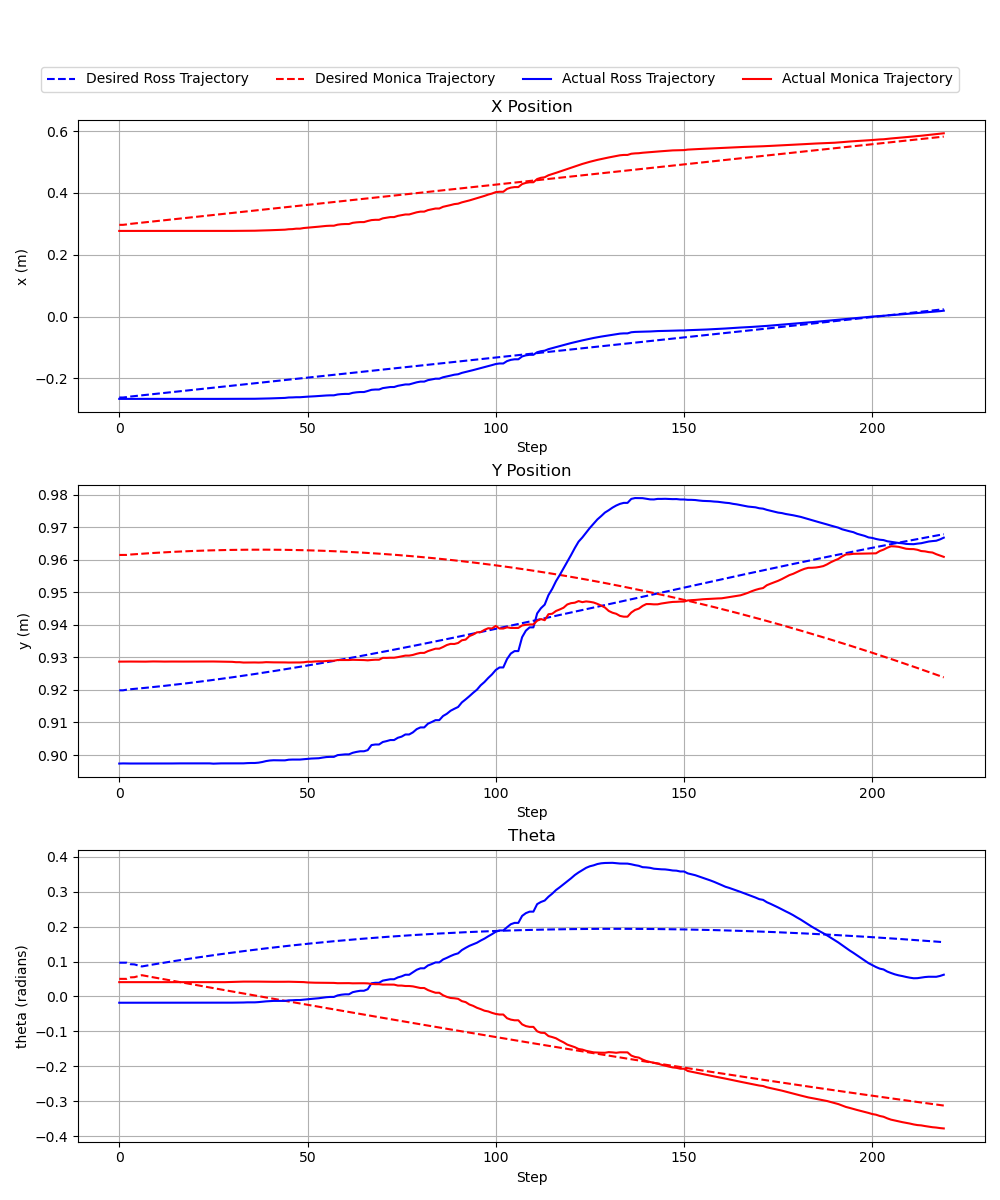 Desired Ross Trajectory Desired Monica Trajectory Actual Ross Trajectory Actual Monica Trajectory
X Position
0.6
0.4
0.2
0.0
−0.2
x (m)
0 50 100 150 200
Step
Y Position
0.98
0.97
0.96
0.95
0.94
0.93
0.92
0.91
0.90
y (m)
0 50 100 150 200
Step
Theta
0.4
0.3
0.2
0.1
0.0
−0.1
−0.2
−0.3
−0.4
theta (radians)
0 50 100 150 200
Step